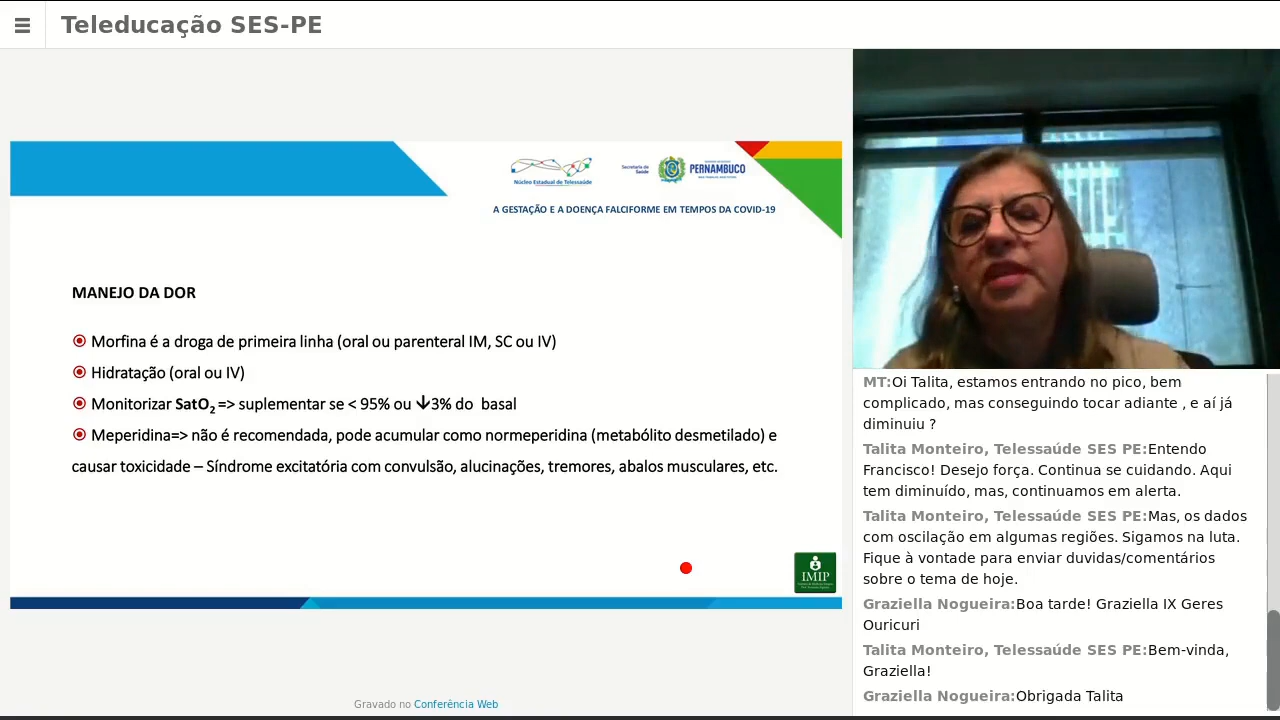 Teleducação SES-PE
Núcleo Estadual de Telessaúde
Secretaria de
Saúde
PERNAMBUCO
A GESTAÇÃO E A DOENÇA FALCIFORME EM TEMPOS DA COVID-19
MANEJO DA DOR
Morfina é a droga de primeira linha (oral ou parenteral IM, SC ou IV)
Hidratação (oral ou IV)
Monitorizar SatO2 => suplementar se < 95% ou ↓3% do basal
Meperidina=> não é recomendada, pode acumular como normeperidina (metabólito desmetilado) e
causar toxicidade – Síndrome excitatória com convulsão, alucinações, tremores, abalos musculares, etc.
IMIP
Gravado no Conferência Web
MT:Oi Talita, estamos entrando no pico, bem
complicado, mas conseguindo tocar adiante , e aí já
diminuiu ?
Talita Monteiro, Telessaúde SES PE:Entendo
Francisco! Desejo força. Continua se cuidando. Aqui
tem diminuído, mas, continuamos em alerta.
Talita Monteiro, Telessaúde SES PE:Mas, os dados
com oscilação em algumas regiões. Sigamos na luta.
Fique à vontade para enviar duvidas/comentários
sobre o tema de hoje.
Graziella Nogueira:Boa tarde! Graziella IX Geres
Ouricuri
Talita Monteiro, Telessaúde SES PE:Bem-vinda,
Graziella!
Graziella Nogueira:Obrigada Talita